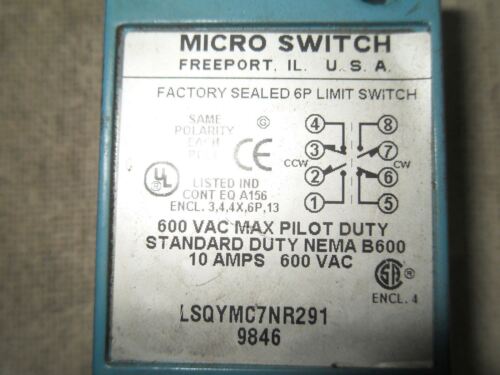 MICRO SWITCH
FREEPORT, IL. U.S.A.
FACTORY SEALED 6P LIMIT SWITCH
SAME
POLARITY
EACH
POLE
G
CE
4 8
3 7
CCW CW
2 6
1 5
UL
LISTED IND
CONT EQ A156
ENCL. 3,4,4X,6P,13
600 VAC MAX PILOT DUTY
STANDARD DUTY NEMA B600
10 AMPS 600 VAC
SA ®
ENCL. 4
LSQYMC7NR291
9846